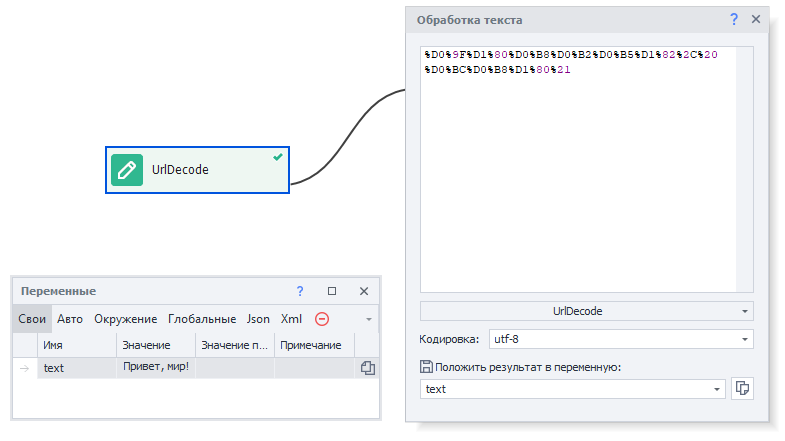 Обработка текста
?
%D0%9F%D1%80%D0%B8%D0%B2%D0%B5%D1%82%2C%20
%D0%BC%D0%B8%D1%80%21
UrlDecode
UrlDecode
Кодировка: utf-8
Положить результат в переменную:
text
Переменные ?
Свои Авто Окружение Глобальные Json Xml
Имя Значение Значение п... Примечание
text Привет, мир!